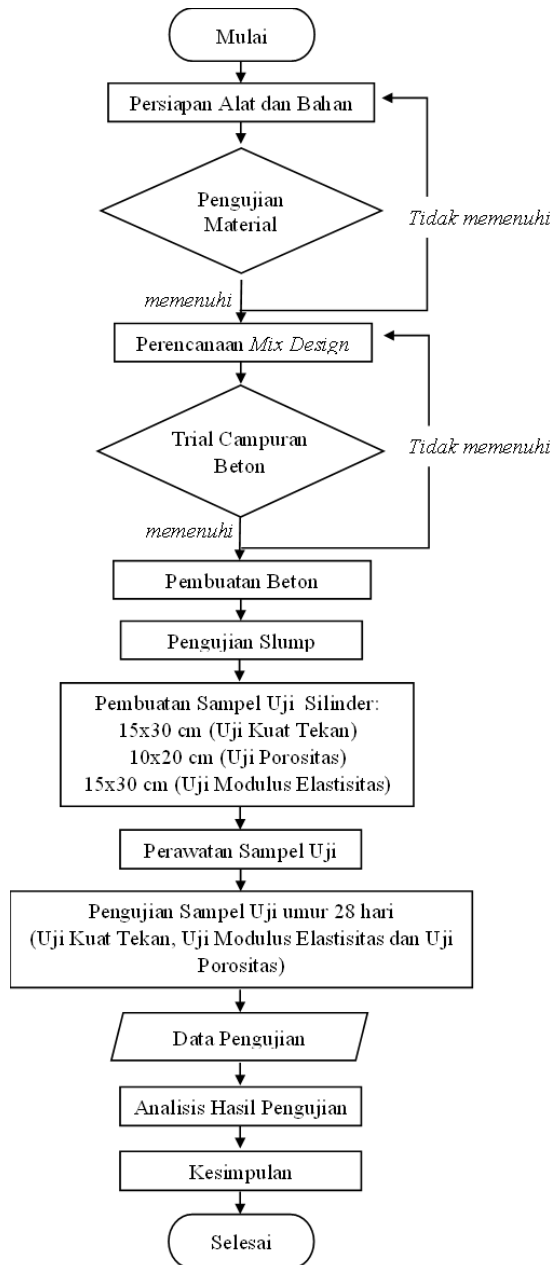 Mulai
Persiapan Alat dan Bahan
Pengujian
Material
Tidak memenuhi
memenuhi
Perencanaan Mix Design
Trial Campuran
Beton
Tidak memenuhi
memenuhi
Pembuatan Beton
Pengujian Slump
Pembuatan Sampel Uji Silinder:
15x30 cm (Uji Kuat Tekan)
10x20 cm (Uji Porositas)
15x30 cm (Uji Modulus Elastisitas)
Perawatan Sampel Uji
Pengujian Sampel Uji umur 28 hari
(Uji Kuat Tekan, Uji Modulus Elastisitas dan Uji
Porositas)
Data Pengujian
Analisis Hasil Pengujian
Kesimpulan
Selesai